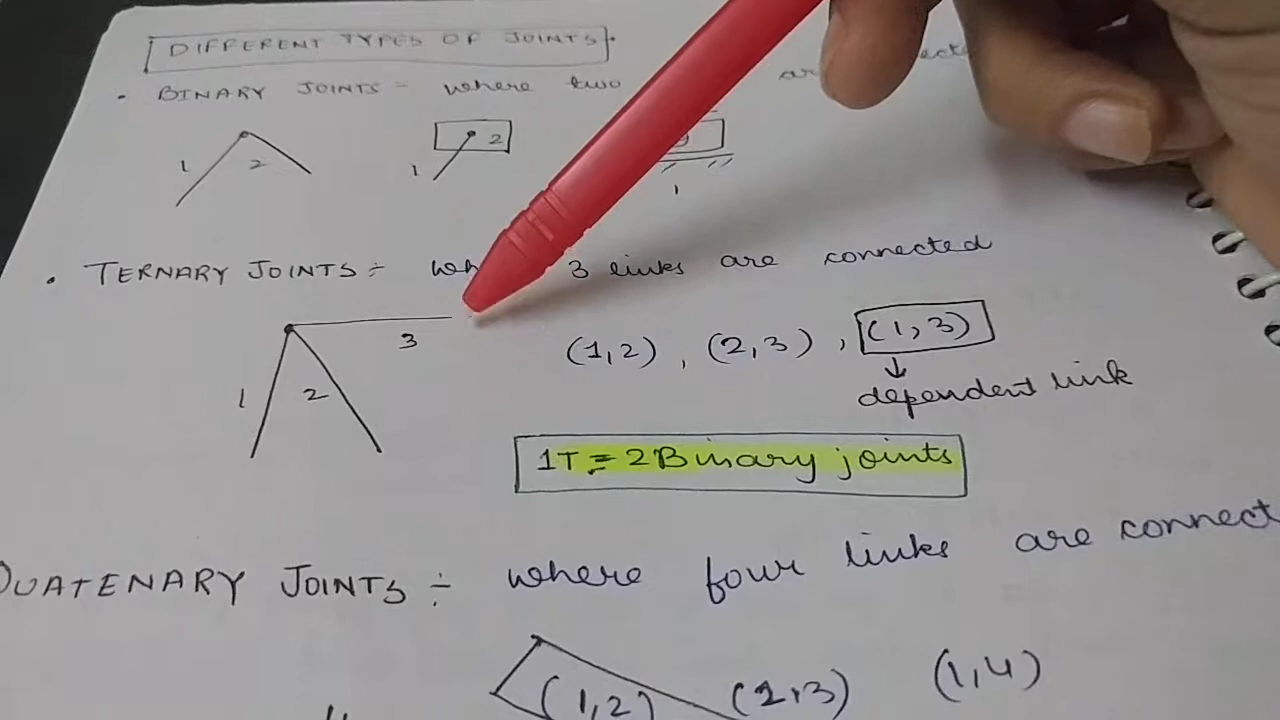 DIFFERENT TYPES OF JOINTS.
• BINARY JOINTS - where two
1 2 1 2 1
• TERNARY JOINTS ÷ wh 3 links are connected
3
(1,2) , (2,3) , (1,3)
1 2
dependent link
1T = 2 Binary joints
QUATENARY JOINTS ÷ where four links are connect
(1,2) (2,3) (1,4)